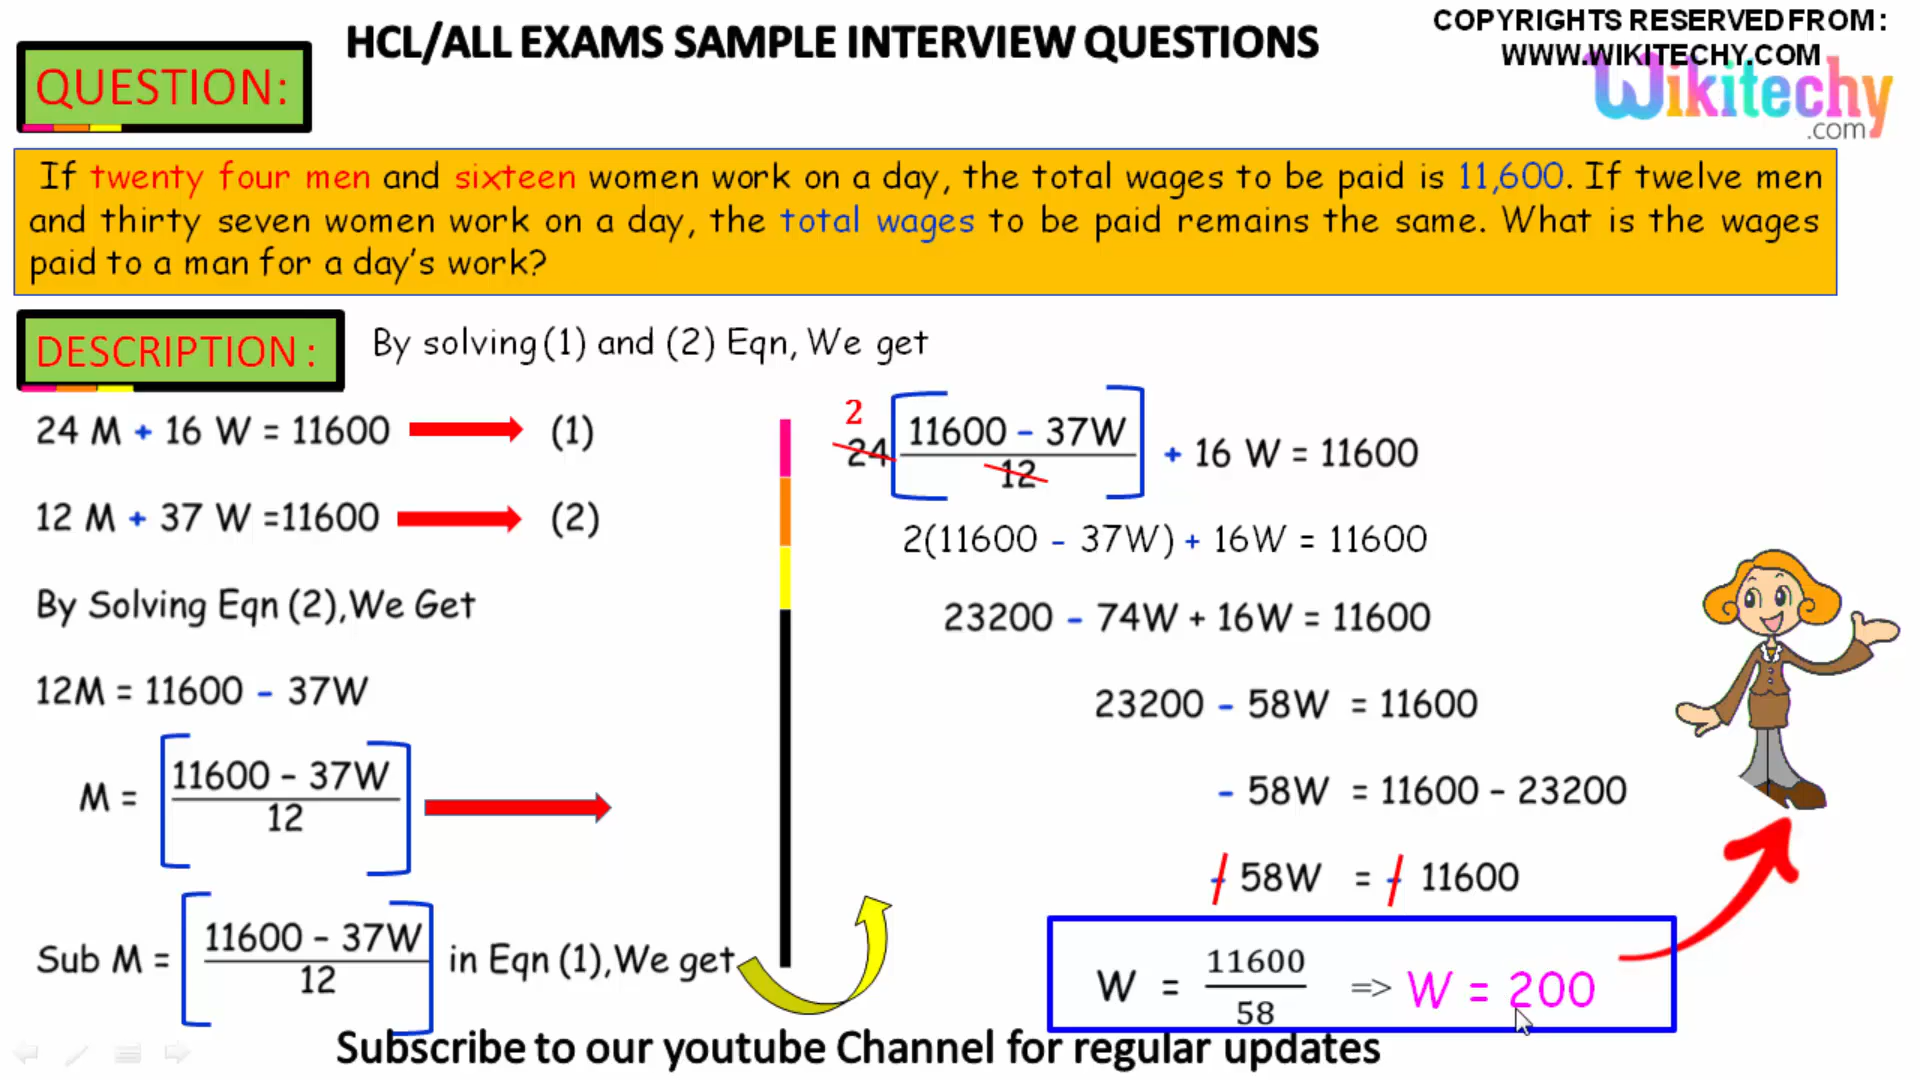 HCL/ALL EXAMS SAMPLE INTERVIEW QUESTIONS
COPYRIGHTS RESERVED FROM :
WWW.WIKITECHY.COM
Wikitechy
.com
QUESTION:
If twenty four men and sixteen women work on a day, the total wages to be paid is 11,600. If twelve men
and thirty seven women work on a day, the total wages to be paid remains the same. What is the wages
paid to a man for a day's work?
DESCRIPTION :
By solving (1) and (2) Eqn, We get
24 M + 16 W = 11600 (1)
12 M + 37 W =11600 (2)
By Solving Eqn (2),We Get
12M = 11600 - 37W
11600 – 37W
M =
12
11600 – 37W
Sub M = in Eqn (1),We get
12
2
11600 - 37W
24 + 16 W = 11600
12
2(11600 - 37W) + 16W = 11600
23200 - 74W + 16W = 11600
23200 - 58W = 11600
- 58W = 11600 – 23200
- 58W = - 11600
11600
W = => W = 200
58
Subscribe to our youtube Channel for regular updates